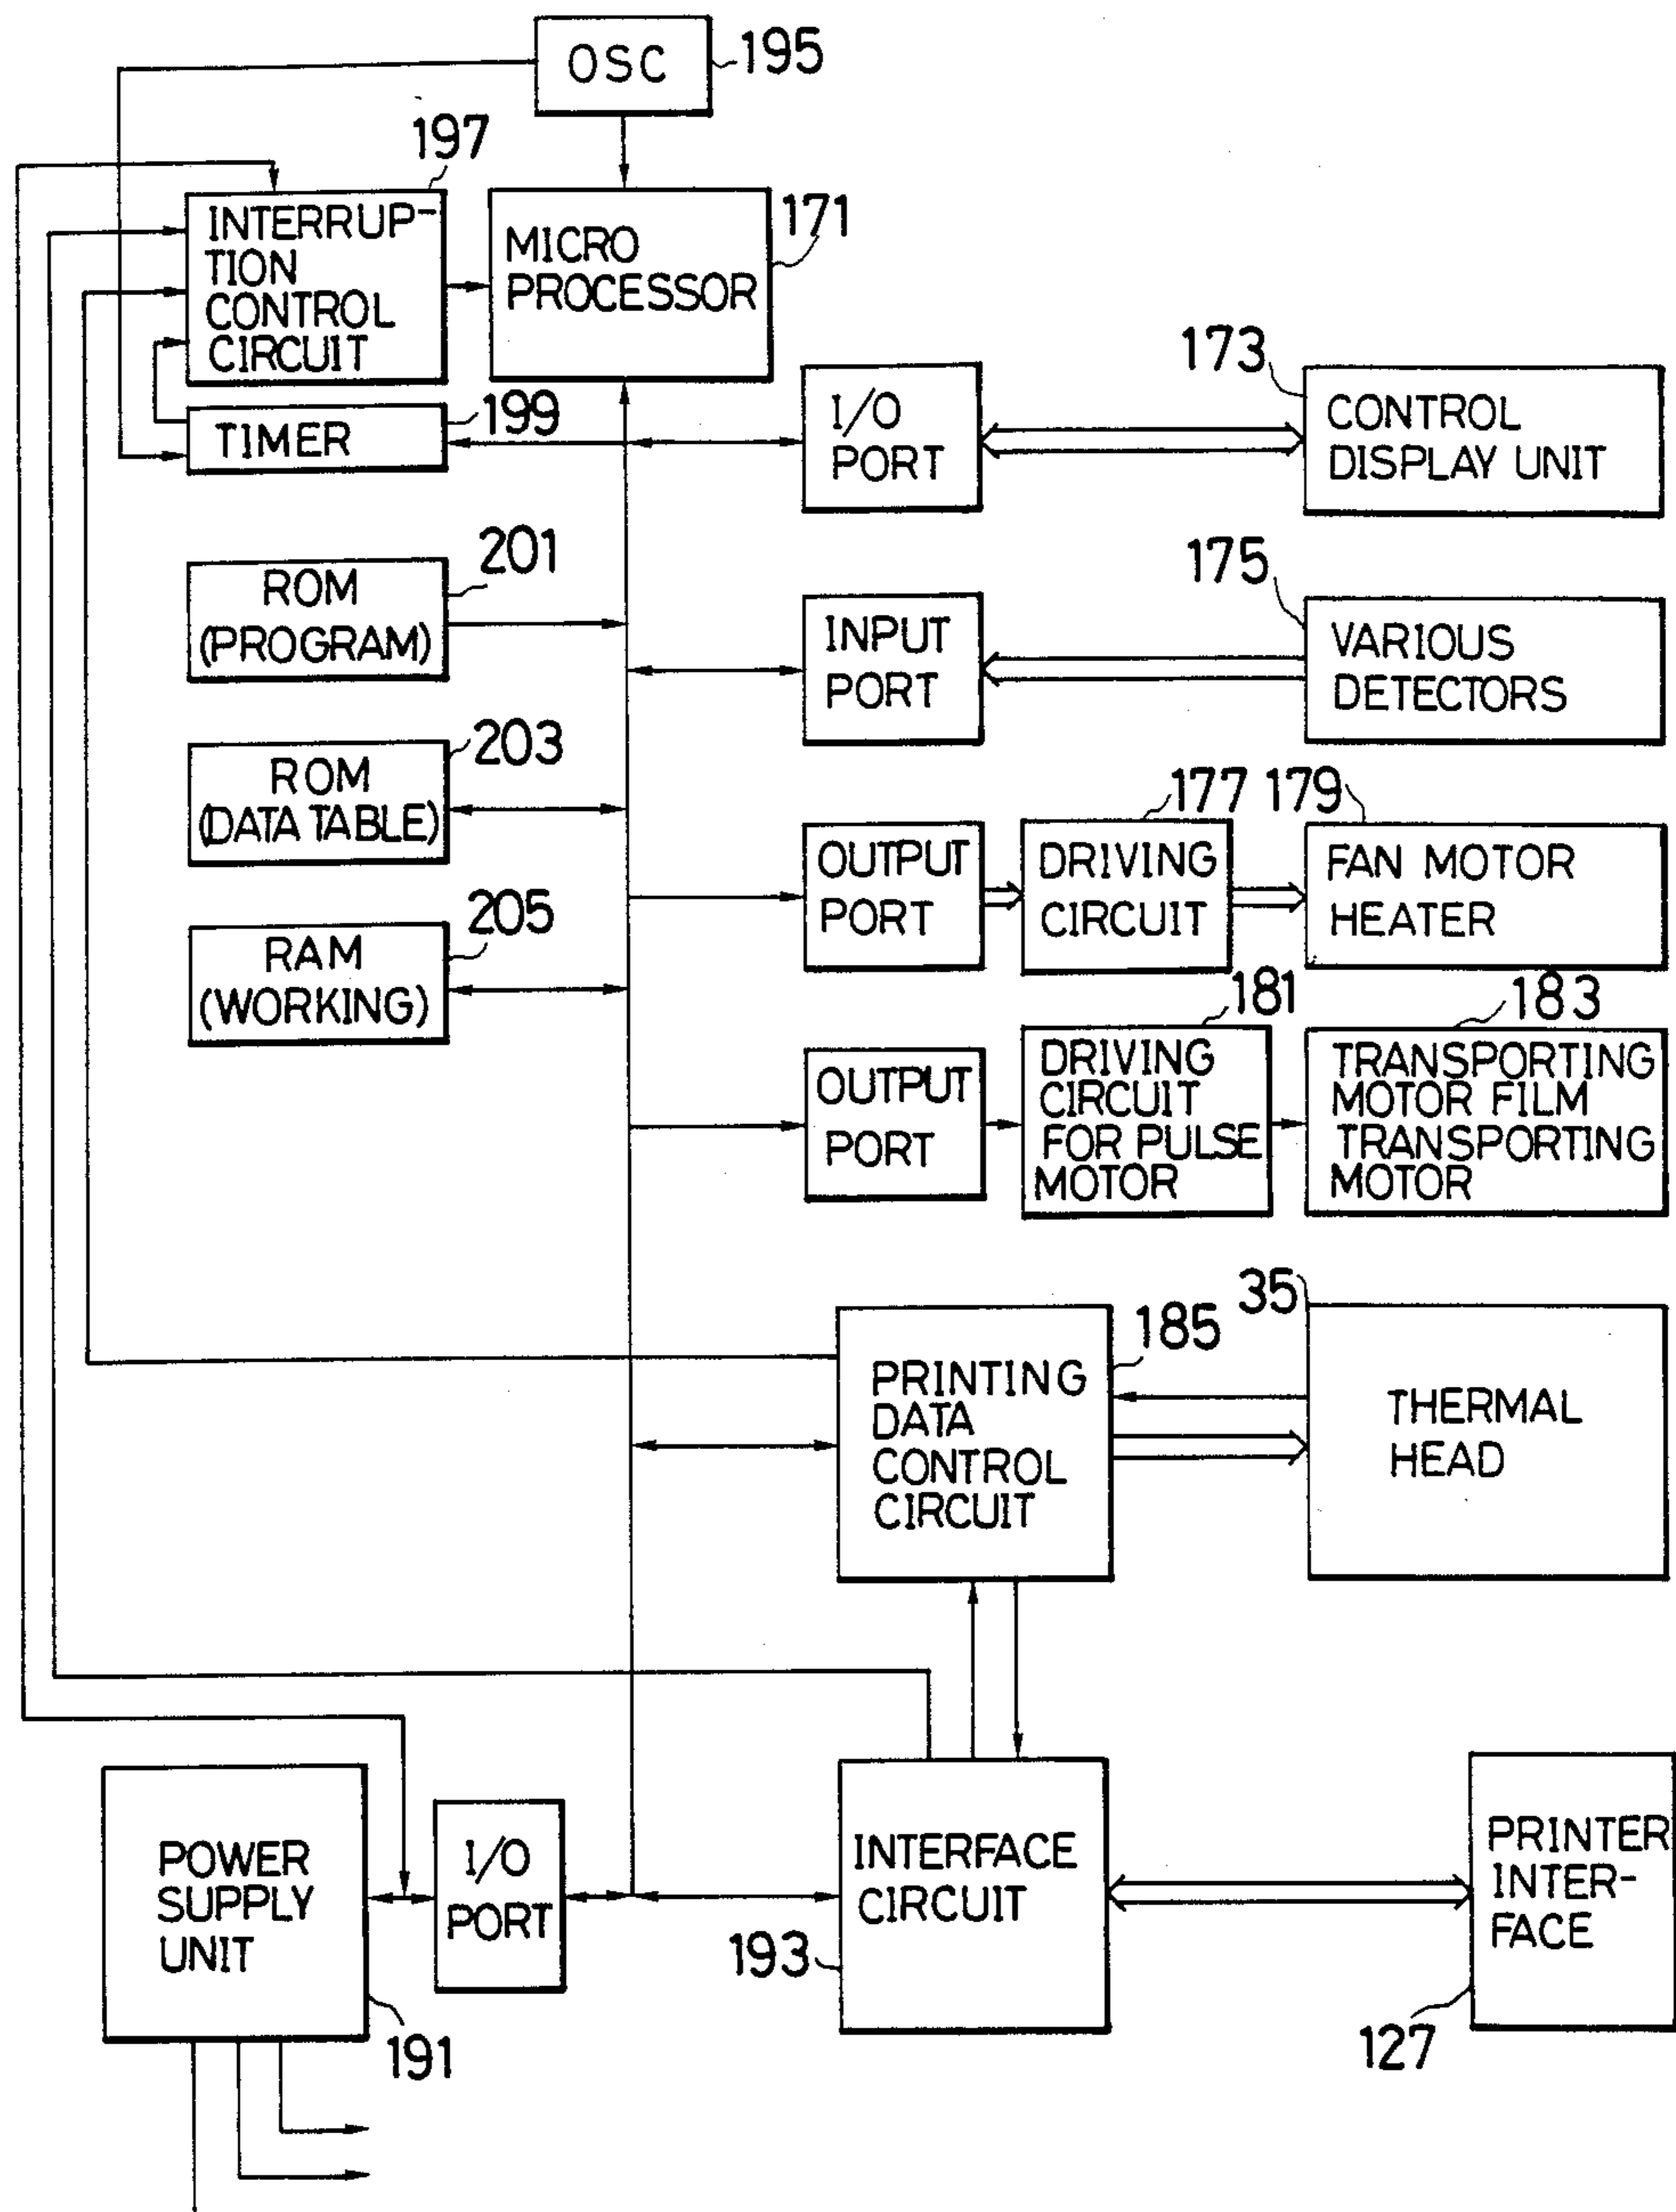 OSC
195
197
INTERRUP-
TION
CONTROL
CIRCUIT
MICRO
PROCESSOR
171
TIMER
199
I/O
PORT
173
CONTROL
DISPLAY UNIT
ROM
(PROGRAM)
201
INPUT
PORT
175
VARIOUS
DETECTORS
ROM
(DATA TABLE)
203
OUTPUT
PORT
177
DRIVING
CIRCUIT
179
FAN MOTOR
HEATER
RAM
(WORKING)
205
OUTPUT
PORT
181
DRIVING
CIRCUIT
FOR PULSE
MOTOR
183
TRANSPORTING
MOTOR FILM
TRANSPORTING
MOTOR
PRINTING
DATA
CONTROL
CIRCUIT
185
35
THERMAL
HEAD
POWER
SUPPLY
UNIT
191
I/O
PORT
INTERFACE
CIRCUIT
193
PRINTER
INTER-
FACE
127